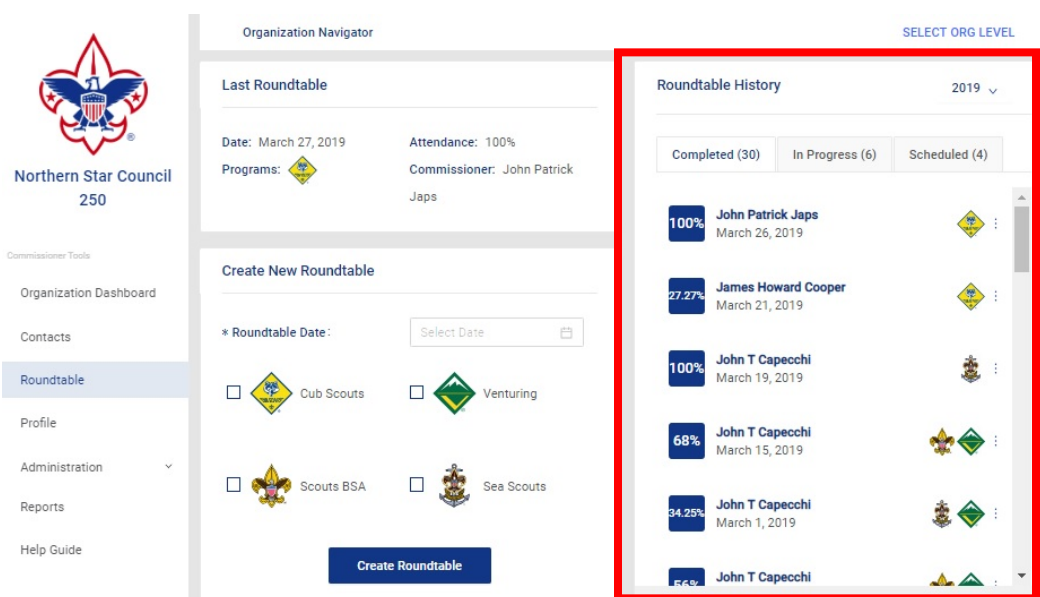 Organization Navigator
SELECT ORG LEVEL
Northern Star Council
250
Commissioner Tools
Organization Dashboard
Contacts
Roundtable
Profile
Administration
Reports
Help Guide
Last Roundtable
Date: March 27, 2019
Attendance: 100%
Programs:
Commissioner: John Patrick
Japs
Create New Roundtable
* Roundtable Date:
Select Date
Cub Scouts
Venturing
Scouts BSA
Sea Scouts
Create Roundtable
Roundtable History
2019
Completed (30)
In Progress (6)
Scheduled (4)
100%
John Patrick Japs
March 26, 2019
27.27%
James Howard Cooper
March 21, 2019
100%
John T Capecchi
March 19, 2019
68%
John T Capecchi
March 15, 2019
34.25%
John T Capecchi
March 1, 2019
56%
John T Capecchi